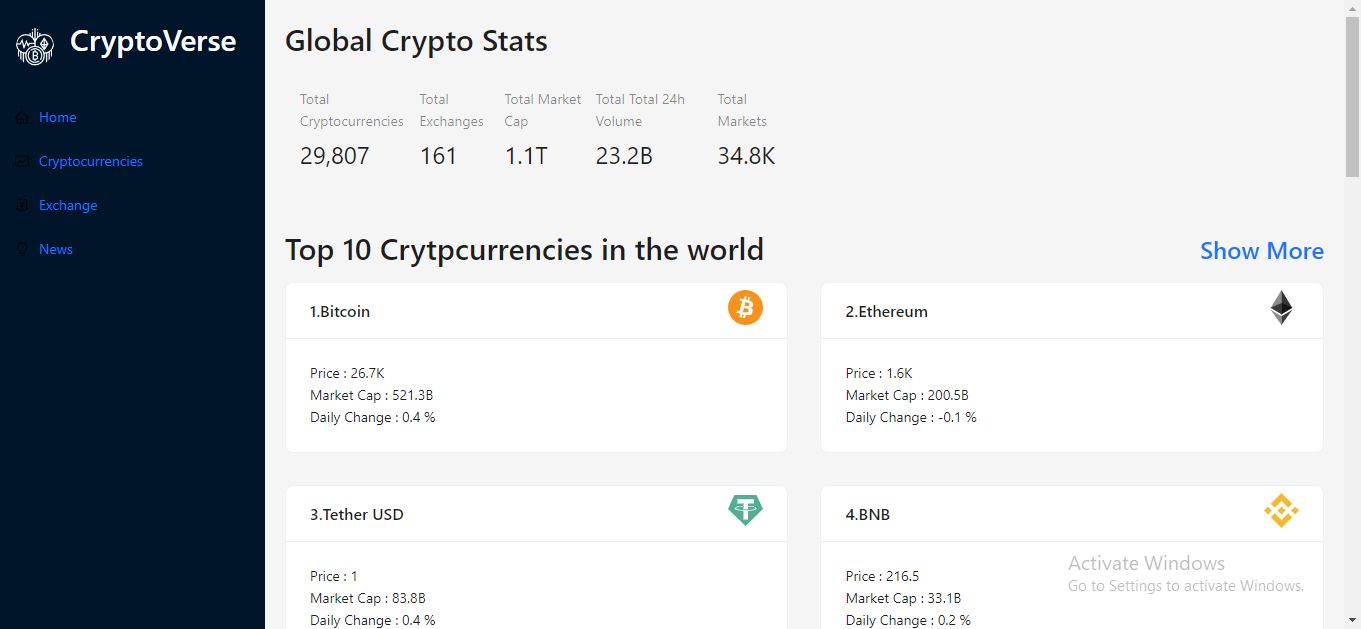 CryptoVerse
Home
Cryptocurrencies
Exchange
News
Global Crypto Stats
Total Cryptocurrencies
29,807
Total Exchanges
161
Total Market Cap
1.1T
Total Total 24h Volume
23.2B
Total Markets
34.8K
Top 10 Crytpcurrencies in the world
Show More
1.Bitcoin
Price : 26.7K
Market Cap : 521.3B
Daily Change : 0.4 %
2.Ethereum
Price : 1.6K
Market Cap : 200.5B
Daily Change : -0.1 %
3.Tether USD
Price : 1
Market Cap : 83.8B
Daily Change : 0.4 %
4.BNB
Price : 216.5
Market Cap : 33.1B
Daily Change : 0.2 %
Activate Windows
Go to Settings to activate Windows.